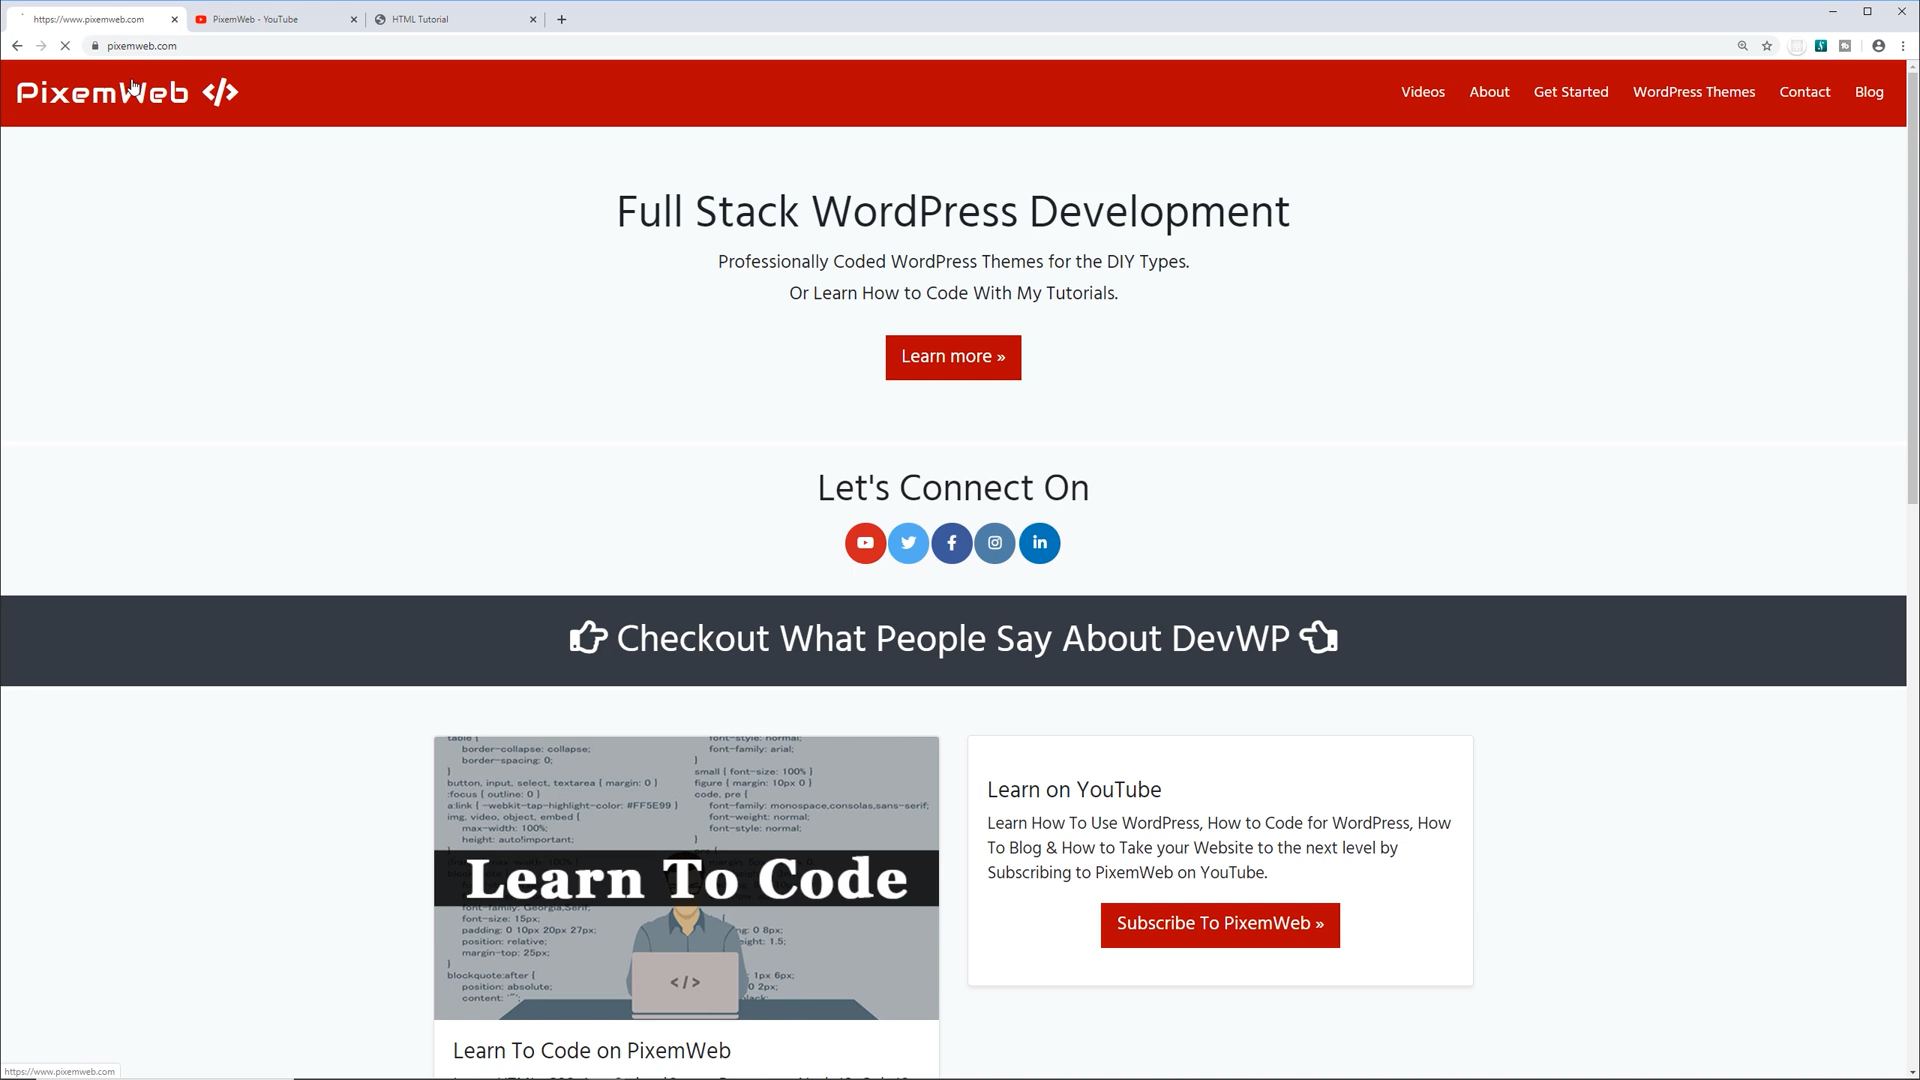 https://www.pixemweb.com
PixemWeb - YouTube
HTML Tutorial
pixemweb.com
PixemWeb </>
Videos
About
Get Started
WordPress Themes
Contact
Blog
Full Stack WordPress Development
Professionally Coded WordPress Themes for the DIY Types.
Or Learn How to Code With My Tutorials.
Learn more »
Let's Connect On
Checkout What People Say About DevWP
table {
border-collapse: collapse;
border-spacing: 0;
}
button, input, select, textarea { margin: 0 }
:focus { outline: 0 }
a:link { -webkit-tap-highlight-color: #FF5E99 }
img, video, object, embed {
max-width: 100%;
height: auto!important;
}
font-style: normal;
font-family: arial;
}
small { font-size: 100% }
figure { margin: 10px 0 }
code, pre {
font-family: monospace,consolas,sans-serif;
font-weight: normal;
font-style: normal;
Learn To Code
font-family: Georgia,Serif;
font-size: 15px;
padding: 0 10px 20px 27px;
position: relative;
margin-top: 25px;
}
blockquote:after {
position: absolute;
</>
Learn To Code on PixemWeb
Learn on YouTube
Learn How To Use WordPress, How to Code for WordPress, How
To Blog & How to Take your Website to the next level by
Subscribing to PixemWeb on YouTube.
Subscribe To PixemWeb »
https://www.pixemweb.com